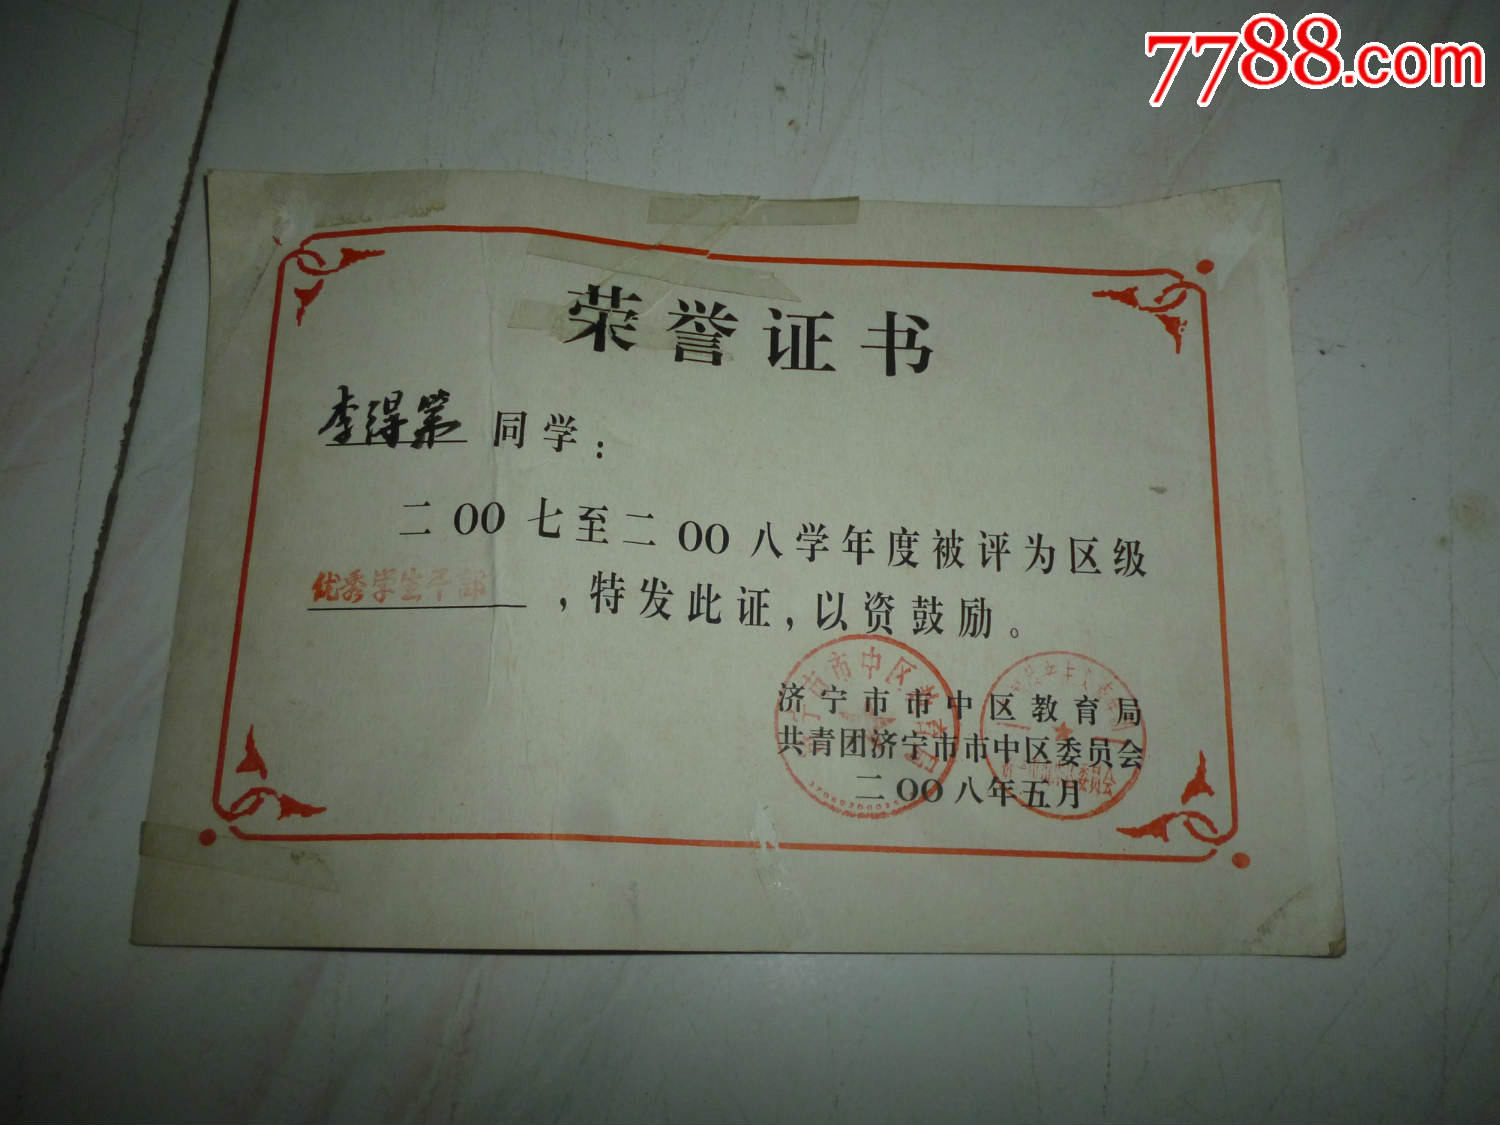 7788.com
荣誉证书
李得第 同学：
二OO七至二OO八学年度被评为区级
优秀学生干部，特发此证，以资鼓励。
济宁市市中区教育局
共青团济宁市市中区委员会
二OO八年五月